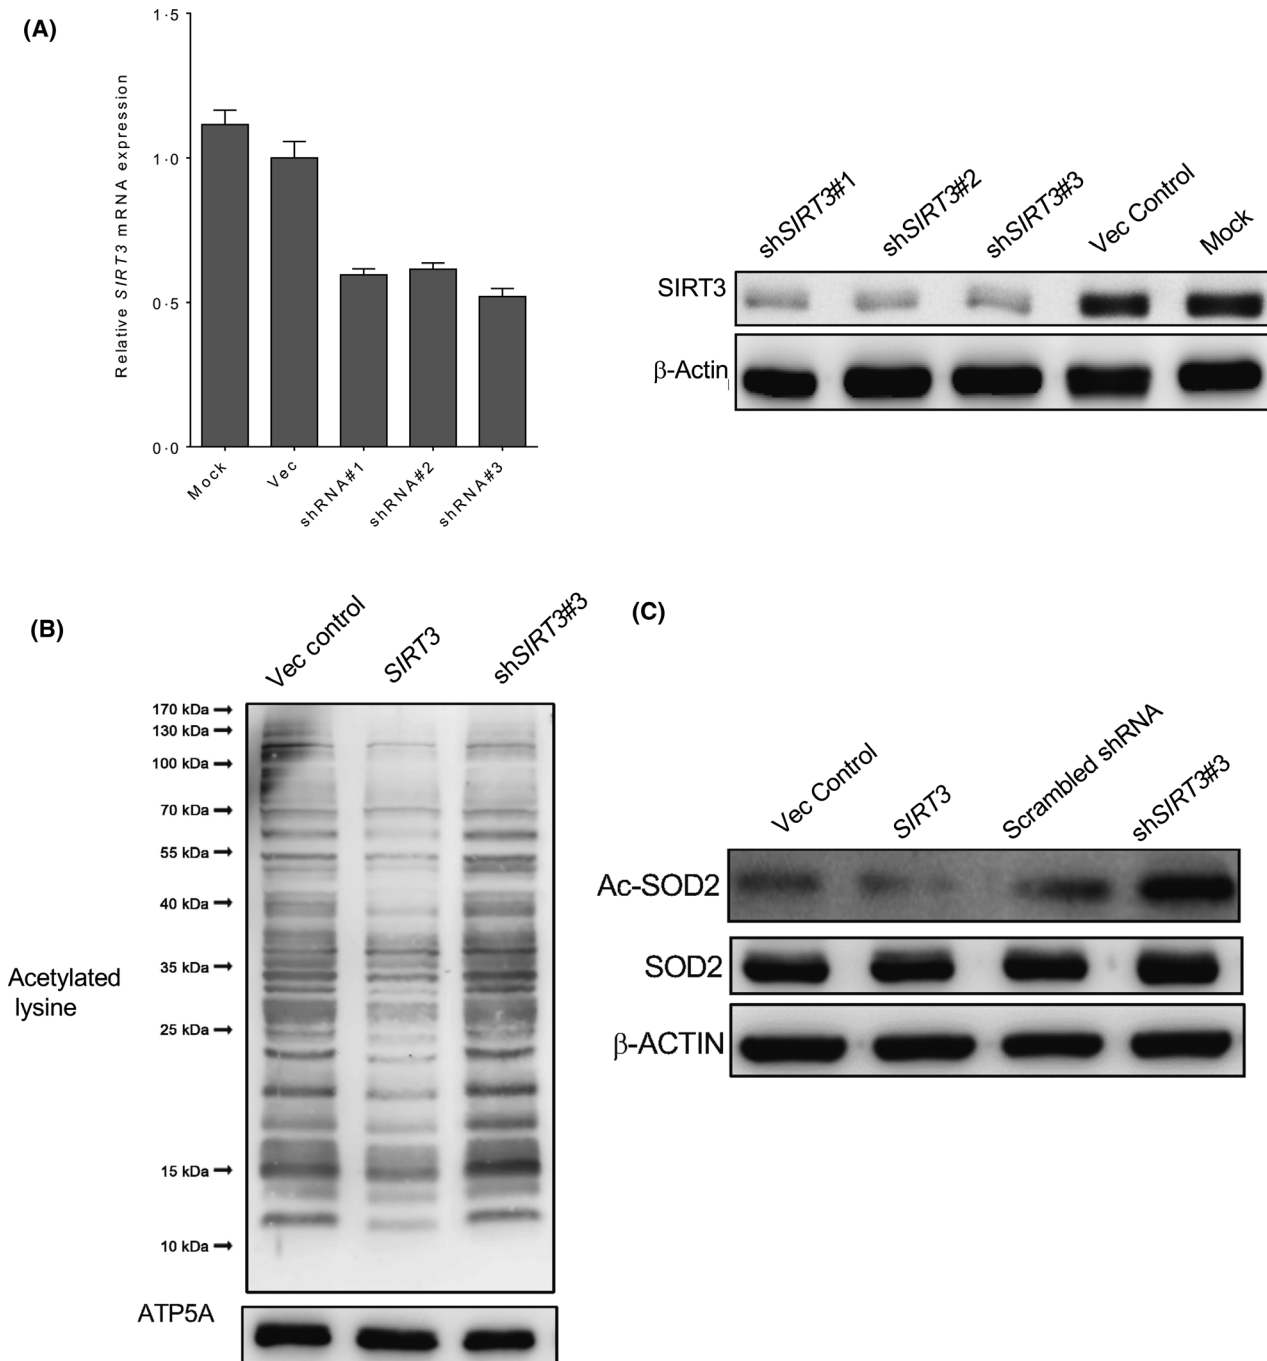 (A)
Relative SIRT3 mRNA expression
1·5
1·0
0·5
0·0
Mock
Vec
shRNA#1
shRNA#2
shRNA#3
shSIRT3#1
shSIRT3#2
shSIRT3#3
Vec Control
Mock
SIRT3
β-Actin
(B)
Vec control
SIRT3
shSIRT3#3
170 kDa
130 kDa
100 kDa
70 kDa
55 kDa
40 kDa
35 kDa
25 kDa
15 kDa
10 kDa
Acetylated
lysine
ATP5A
(C)
Vec Control
SIRT3
Scrambled shRNA
shSIRT3#3
Ac-SOD2
SOD2
β-ACTIN